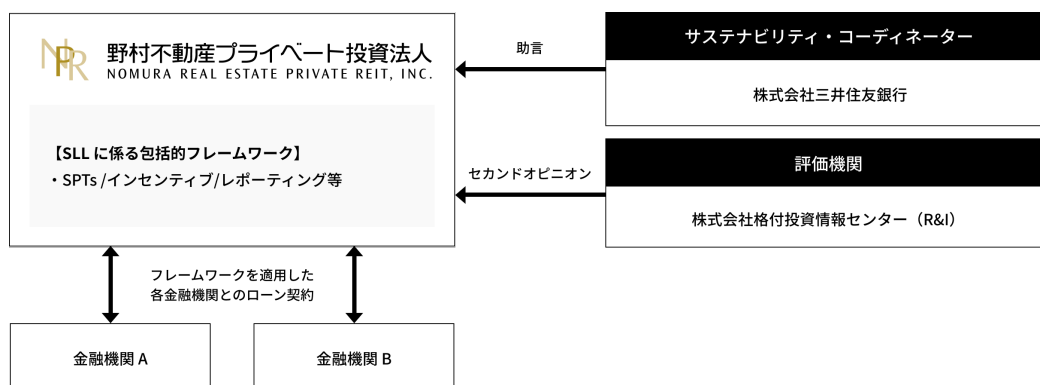 NPR
野村不動産プライベート投資法人
NOMURA REAL ESTATE PRIVATE REIT, INC.
【SLLに係る包括的フレームワーク】
・SPTs /インセンティブ/レポーティング等
助言
サステナビリティ・コーディネーター
株式会社三井住友銀行
セカンドオピニオン
評価機関
株式会社格付投資情報センター（R&I）
フレームワークを適用した
各金融機関とのローン契約
金融機関 A
金融機関 B